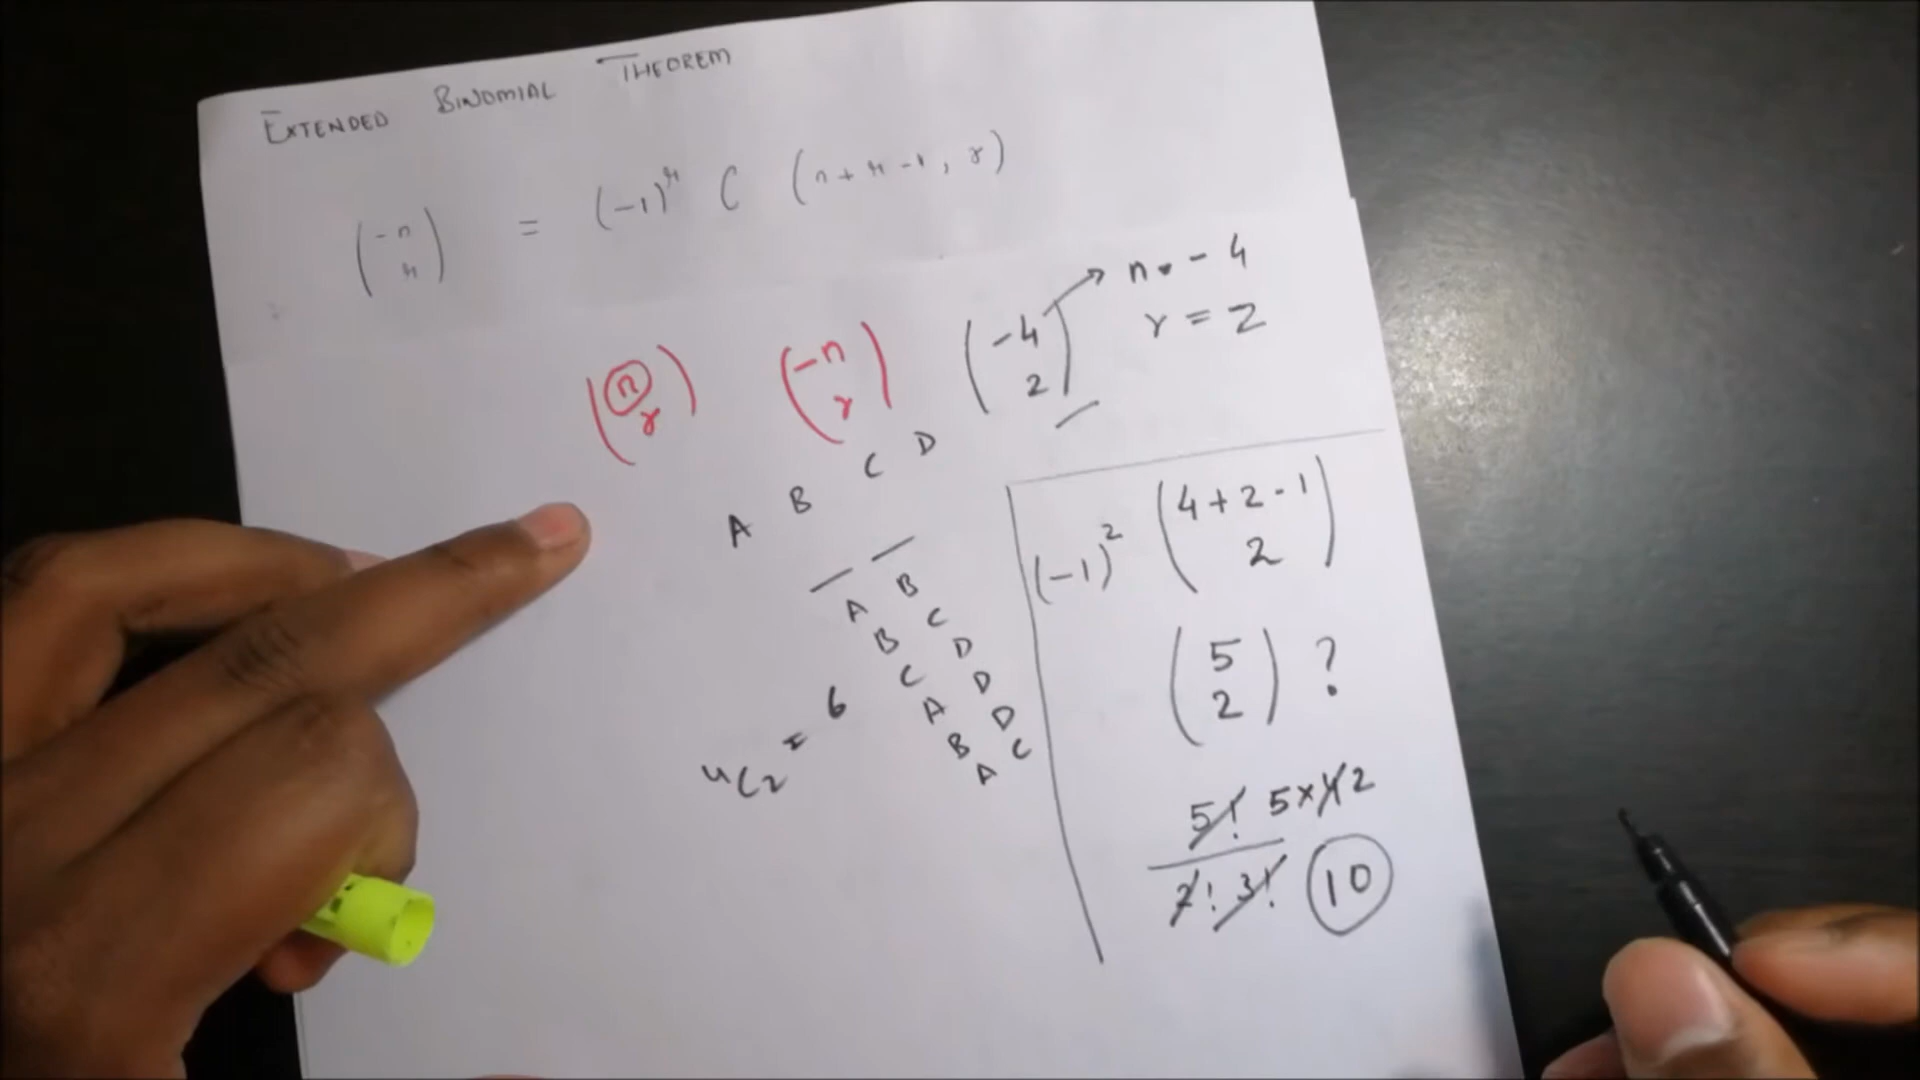 EXTENDED BINOMIAL THEOREM
(-n r) = (-1)^r C (n+r-1, r)
(n r) (-n r) (-4 2) → n = -4
r = 2
A B C D
A B
B C
C D
A D
B D
A C
4C2 = 6
(-1)^2 (4+2-1 2)
(5 2) ?
5! 5×4 2
2! 3! 10